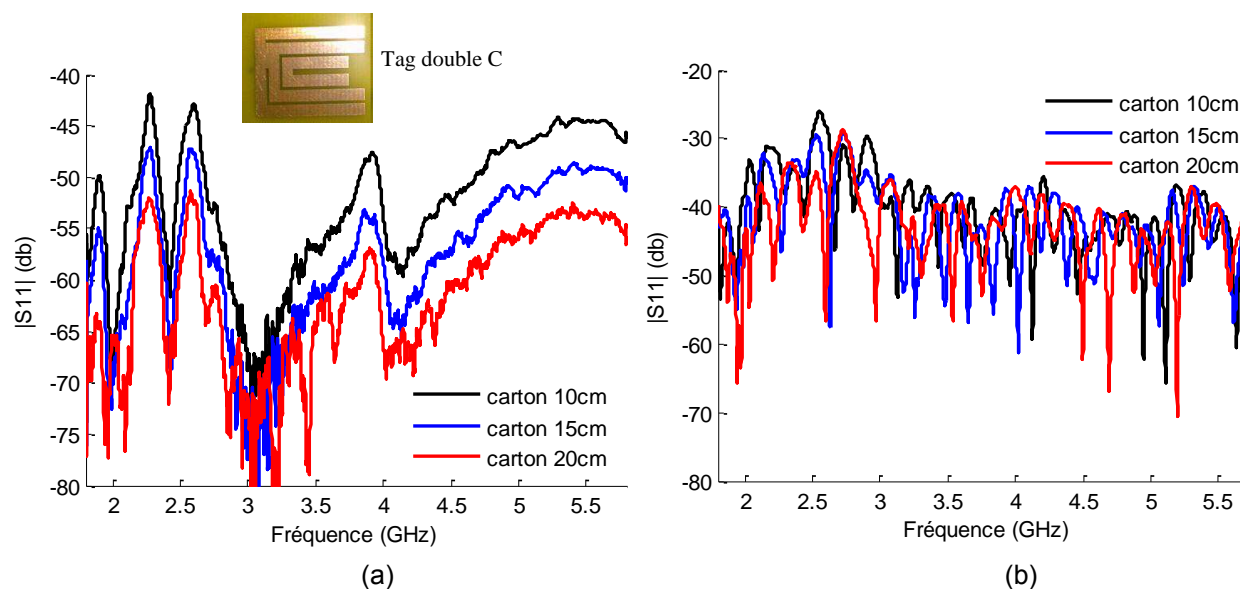 Tag double C
-40
-45
-50
-55
-60
-65
-70
-75
-80
|S11| (db)
2
2.5
3
3.5
4
4.5
5
5.5
Fréquence (GHz)
carton 10cm
carton 15cm
carton 20cm
(a)
-20
-30
-40
-50
-60
-70
-80
|S11| (db)
2
2.5
3
3.5
4
4.5
5
5.5
Fréquence (GHz)
carton 10cm
carton 15cm
carton 20cm
(b)